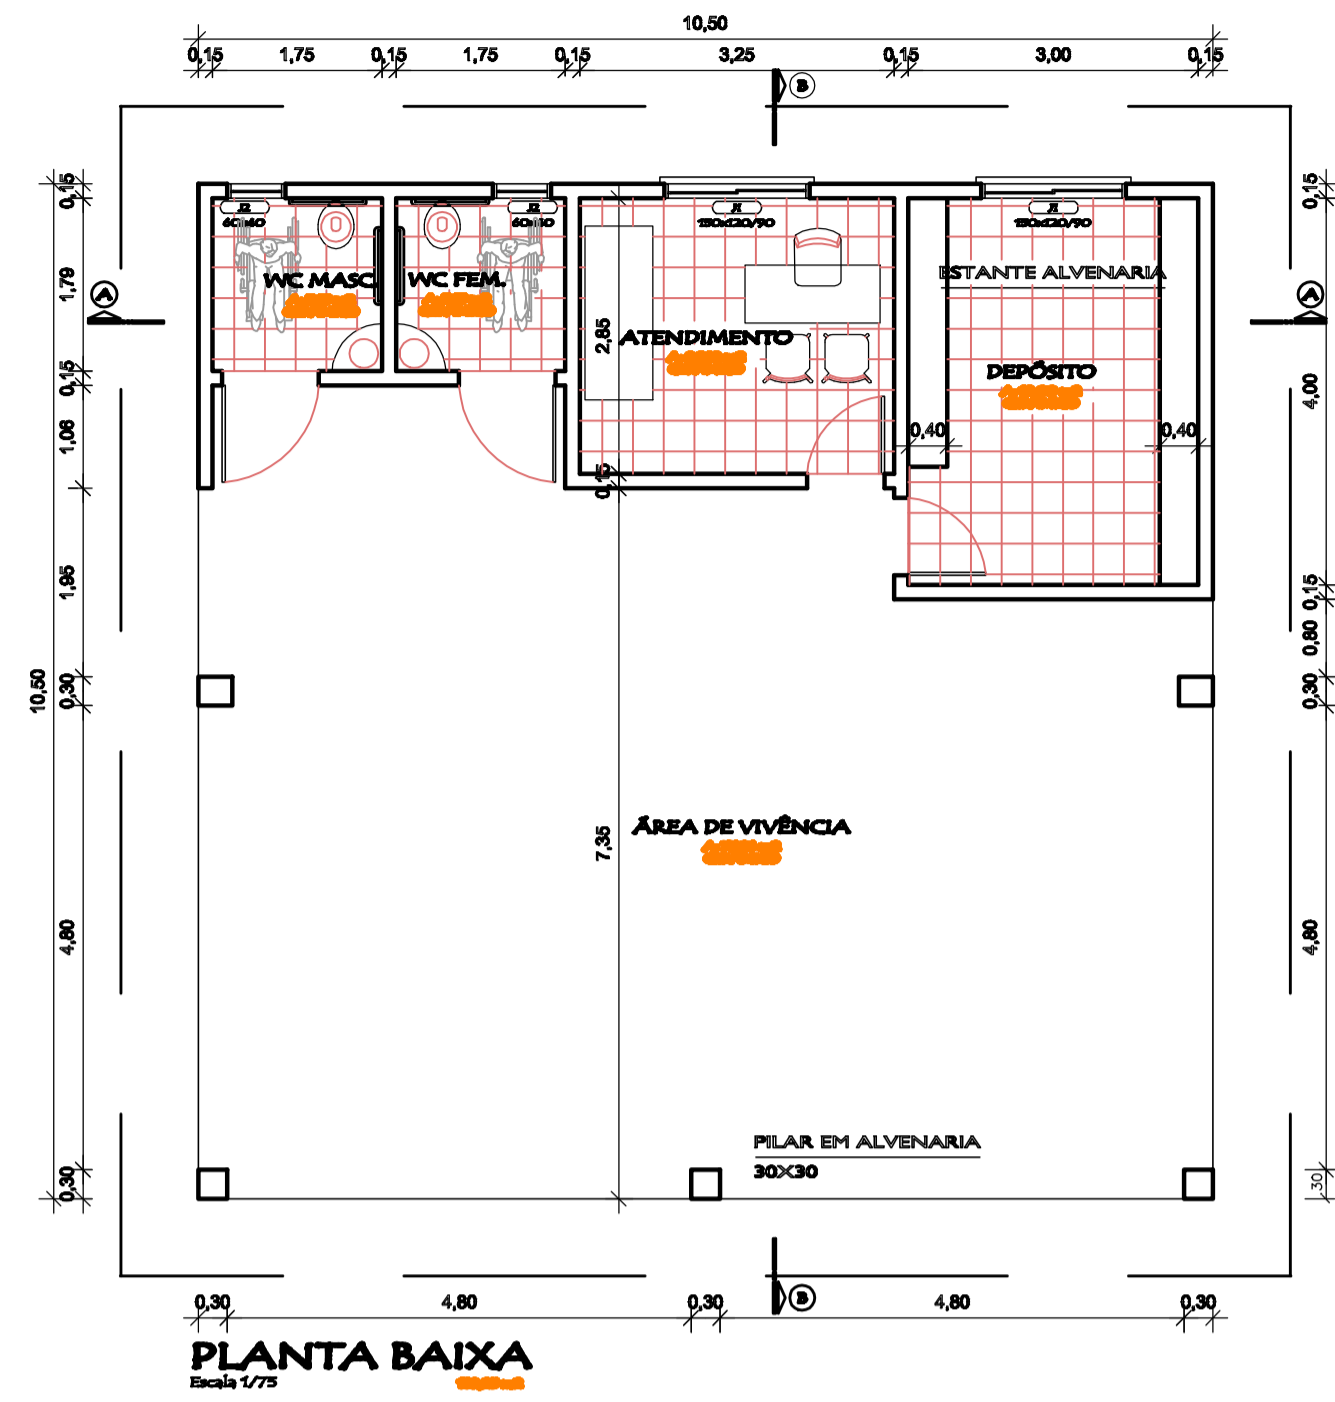 10,50
0,15 1,75 0,15 1,75 0,15 3,25 0,15 3,00 0,15
B
0,15
0,15
J2
60x60
J2
60x60
J1
150x120/90
J1
150x120/90
1,79
A
A
WC MASC.
WC FEM.
ESTANTE ALVENARIA
2,85
ATENDIMENTO
DEPÓSITO
0,15
4,00
1,06
0,40
0,40
0,15
1,95
0,15
0,80
10,50
0,30
0,30
ÁREA DE VIVÊNCIA
7,35
4,80
4,80
PILAR EM ALVENARIA
30X30
0,30
,30
B
0,30 4,80 0,30 4,80 0,30
PLANTA BAIXA
Escala 1/75